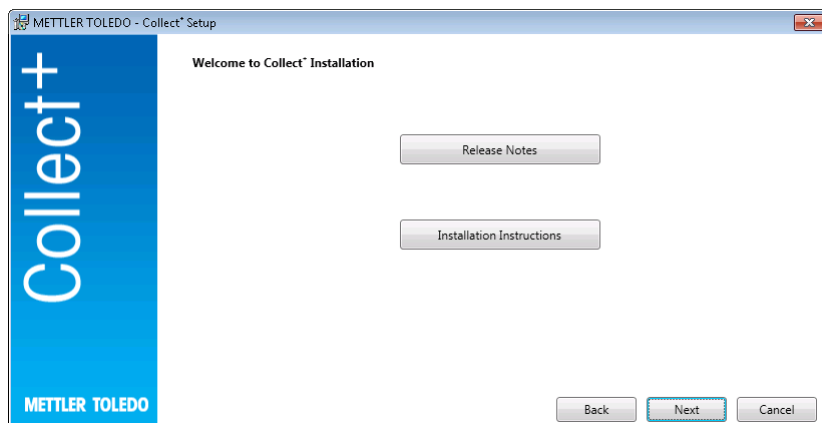 METTLER TOLEDO - Collect⁺ Setup
Collect+
Welcome to Collect⁺ Installation
Release Notes
Installation Instructions
METTLER TOLEDO
Back
Next
Cancel